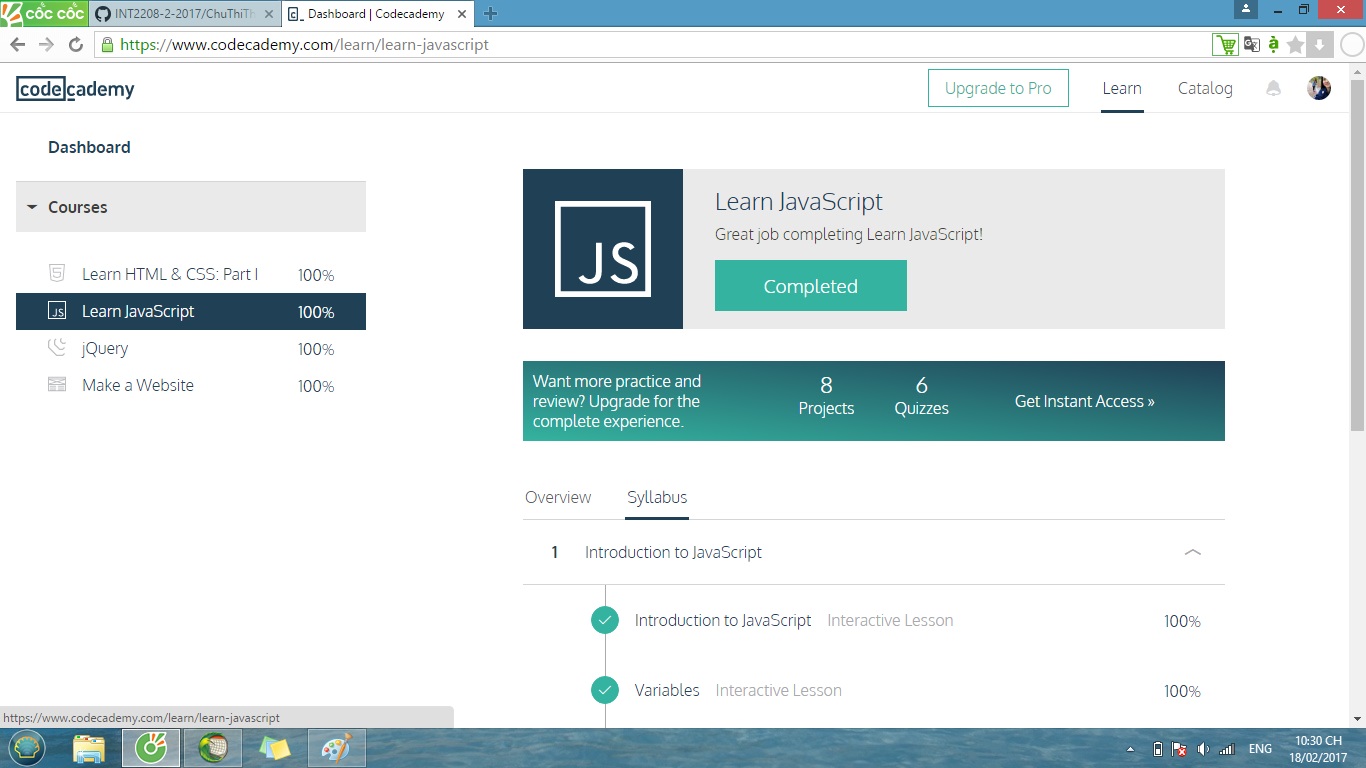 cốc cốc
INT2208-2-2017/ChuThiTh
Dashboard | Codecademy
https://www.codecademy.com/learn/learn-javascript
codecademy
Upgrade to Pro
Learn
Catalog
Dashboard
Courses
Learn HTML & CSS: Part I 100%
JS Learn JavaScript 100%
jQuery 100%
Make a Website 100%
JS
Learn JavaScript
Great job completing Learn JavaScript!
Completed
Want more practice and
review? Upgrade for the
complete experience.
8
Projects
6
Quizzes
Get Instant Access »
Overview
Syllabus
1 Introduction to JavaScript
Introduction to JavaScript Interactive Lesson 100%
Variables Interactive Lesson 100%
https://www.codecademy.com/learn/learn-javascript
ENG
10:30 CH
18/02/2017